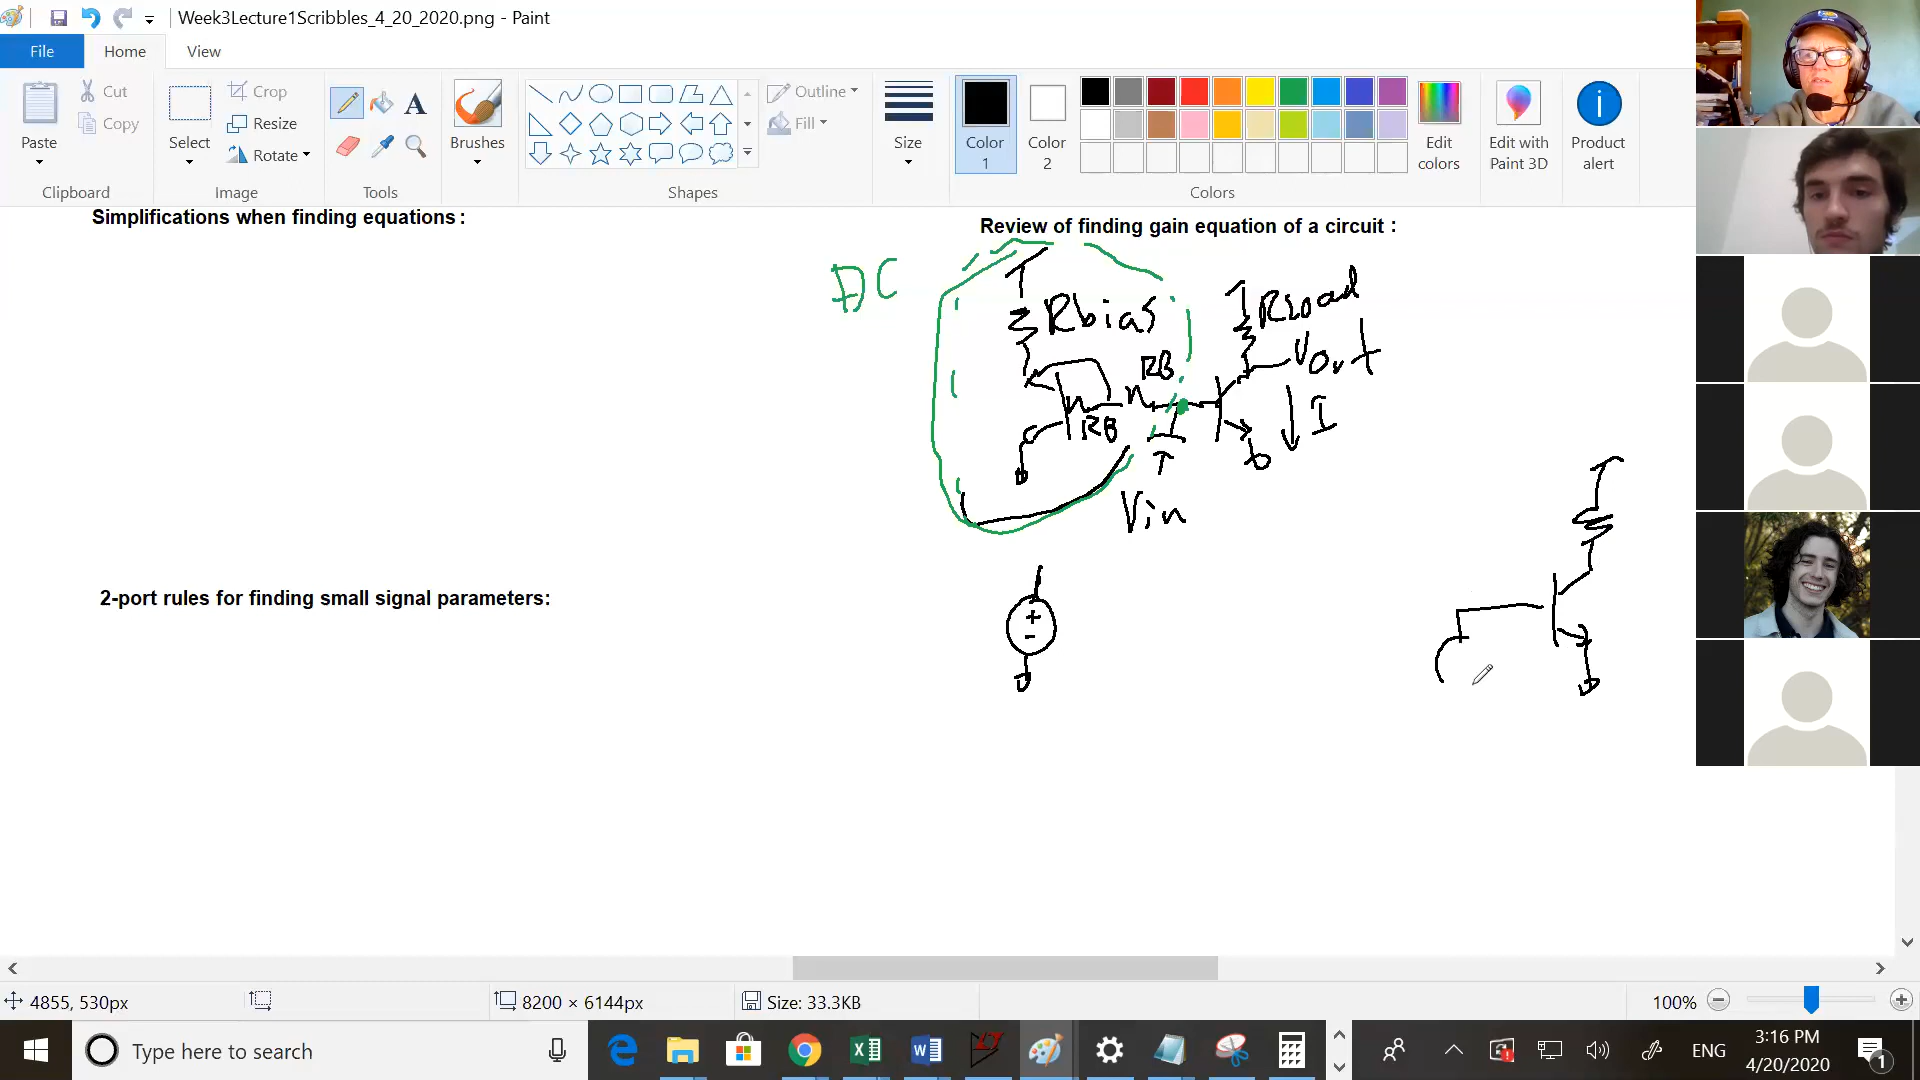 Week3Lecture1Scribbles_4_20_2020.png - Paint
File
Home
View
Paste
Cut
Copy
Clipboard
Select
Crop
Resize
Rotate
Image
Tools
Brushes
Shapes
Outline
Fill
Size
Color 1
Color 2
Edit colors
Colors
Edit with Paint 3D
Product alert
Simplifications when finding equations :
Review of finding gain equation of a circuit :
DC
Rbias
Rload
Vout
RB
RB
I
Vin
2-port rules for finding small signal parameters:
+
-
4855, 530px
8200 × 6144px
Size: 33.3KB
100%
Type here to search
ENG
3:16 PM
4/20/2020
1